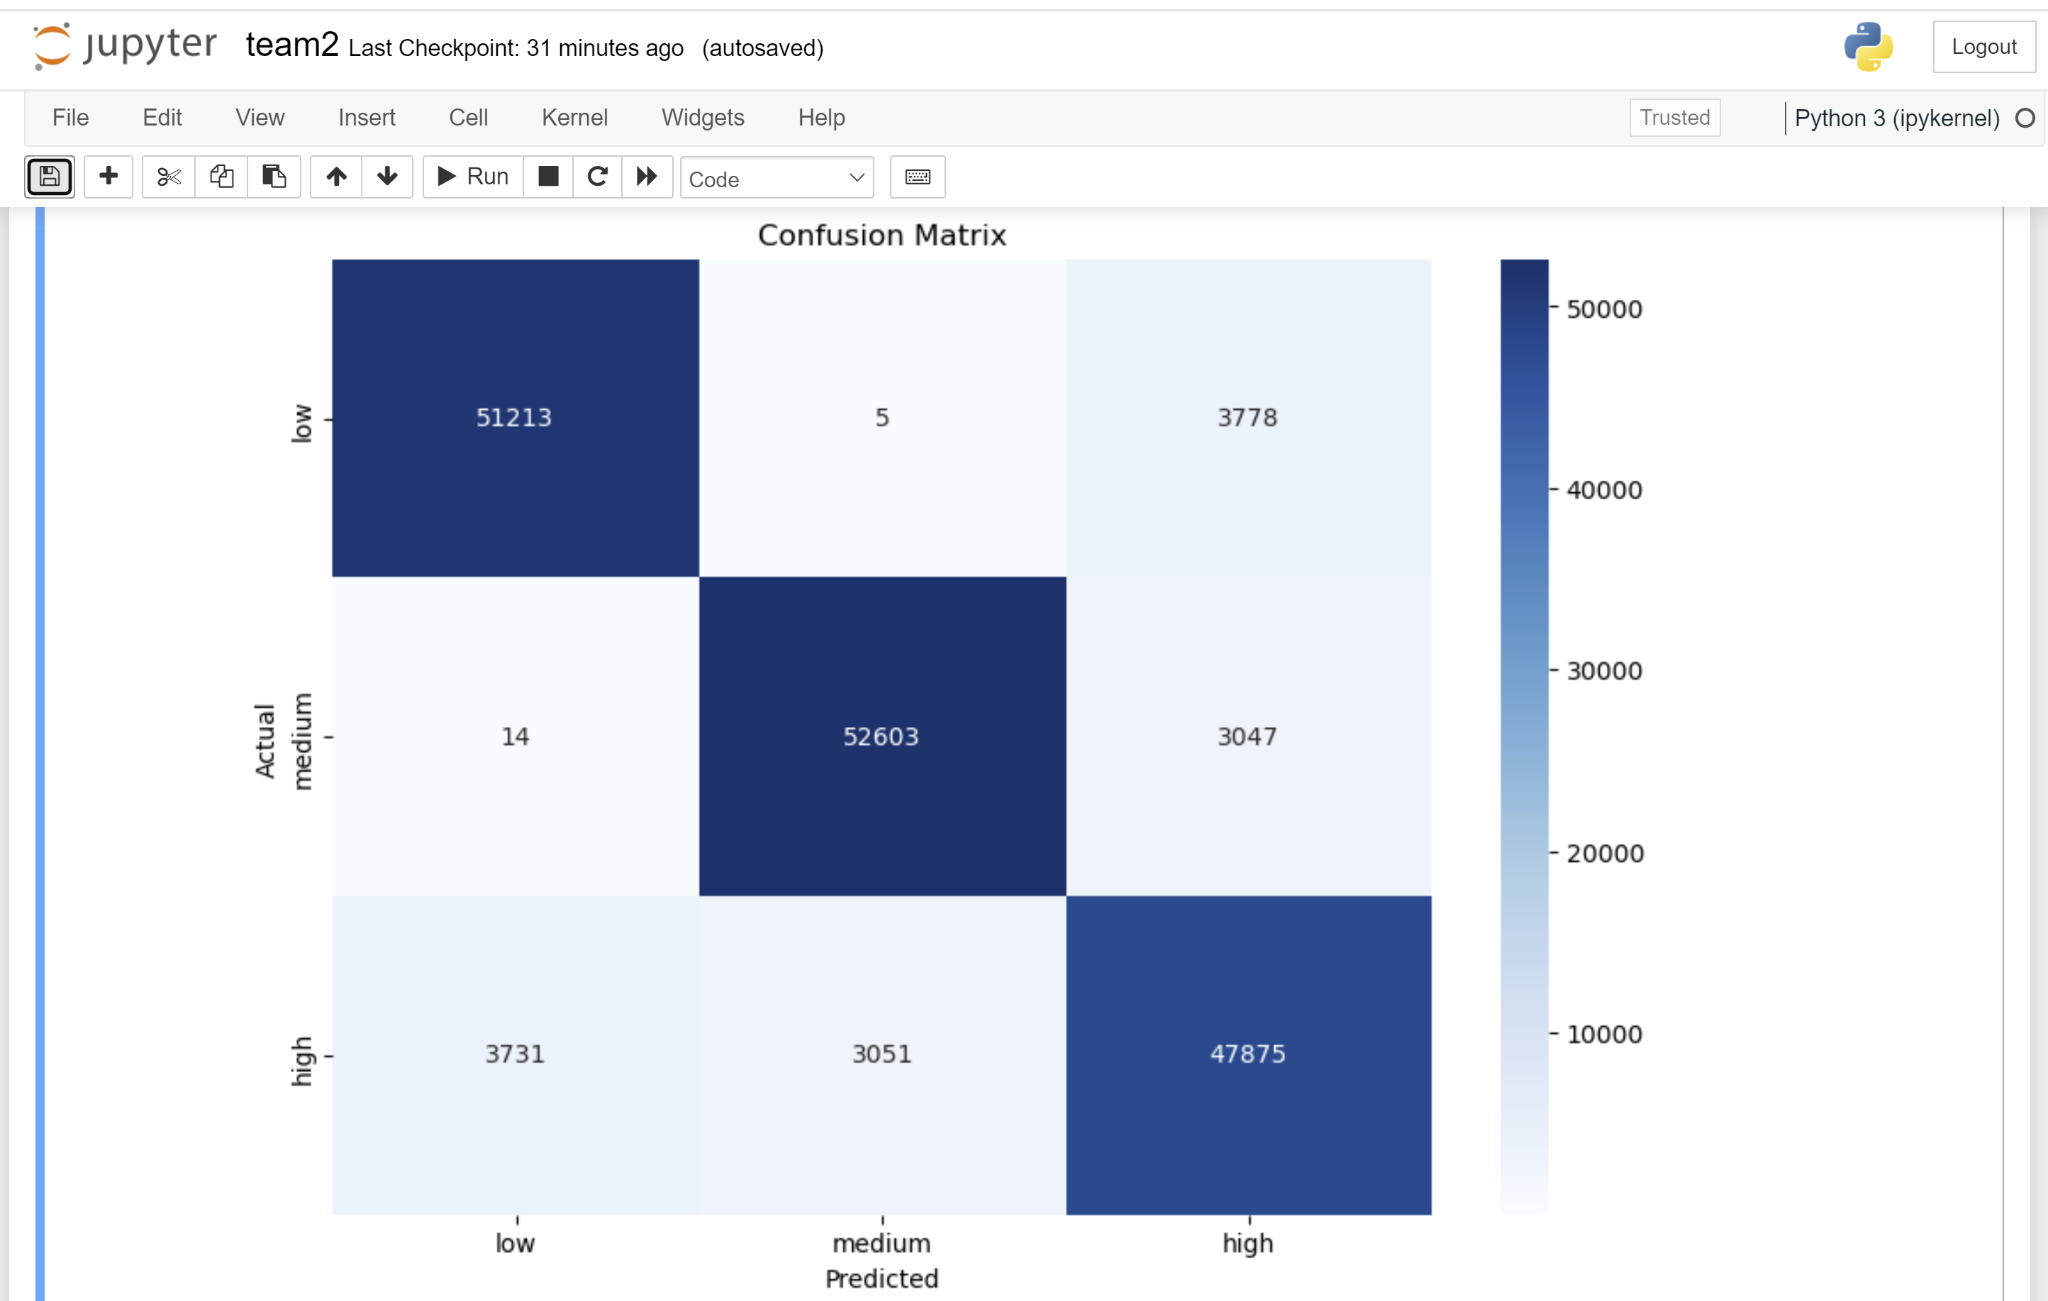 jupyter team2 Last Checkpoint: 31 minutes ago (autosaved) Logout
File Edit View Insert Cell Kernel Widgets Help Trusted Python 3 (ipykernel)
Run Code
Confusion Matrix
50000
40000
30000
20000
10000
low 51213 5 3778
Actual
medium 14 52603 3047
high 3731 3051 47875
low medium high
Predicted